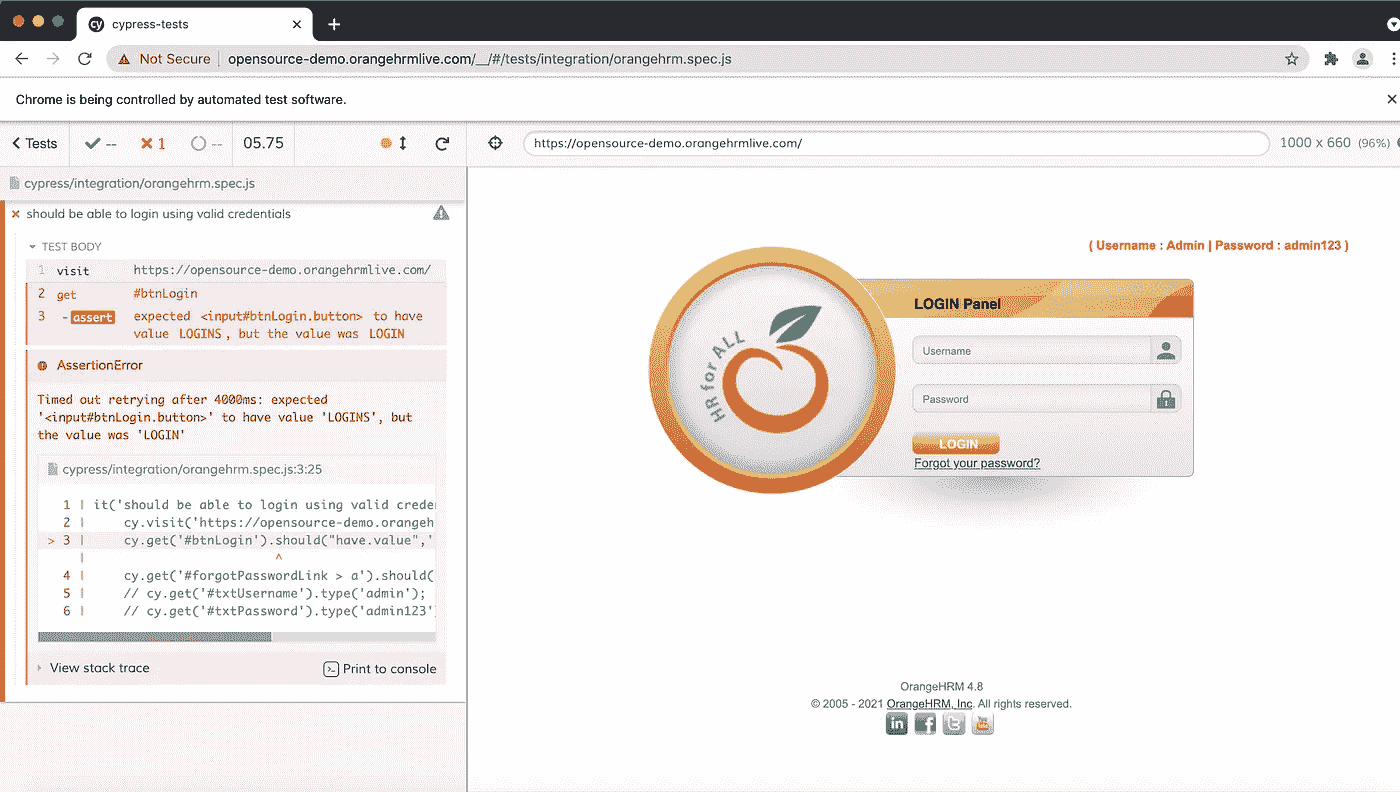 cy cypress-tests
Not Secure opensource-demo.orangehrmlive.com/__/#/tests/integration/orangehrm.spec.js
Chrome is being controlled by automated test software.
Tests -- 1 -- 05.75
https://opensource-demo.orangehrmlive.com/ 1000 x 660 (96%)
cypress/integration/orangehrm.spec.js
should be able to login using valid credentials
TEST BODY
1 visit https://opensource-demo.orangehrmlive.com/
2 get #btnLogin
3 -assert expected <input#btnLogin.button> to have
value LOGINS, but the value was LOGIN
AssertionError
Timed out retrying after 4000ms: expected
'<input#btnLogin.button>' to have value 'LOGINS', but
the value was 'LOGIN'
cypress/integration/orangehrm.spec.js:3:25
1 | it('should be able to login using valid crede
2 | cy.visit('https://opensource-demo.orangeh
> 3 | cy.get('#btnLogin').should("have.value",'
| ^
4 | cy.get('#forgotPasswordLink > a').should(
5 | // cy.get('#txtUsername').type('admin');
6 | // cy.get('#txtPassword').type('admin123'
View stack trace Print to console
( Username : Admin | Password : admin123 )
HR for ALL
LOGIN Panel
Username
Password
LOGIN
Forgot your password?
OrangeHRM 4.8
© 2005 - 2021 OrangeHRM, Inc. All rights reserved.
in f t